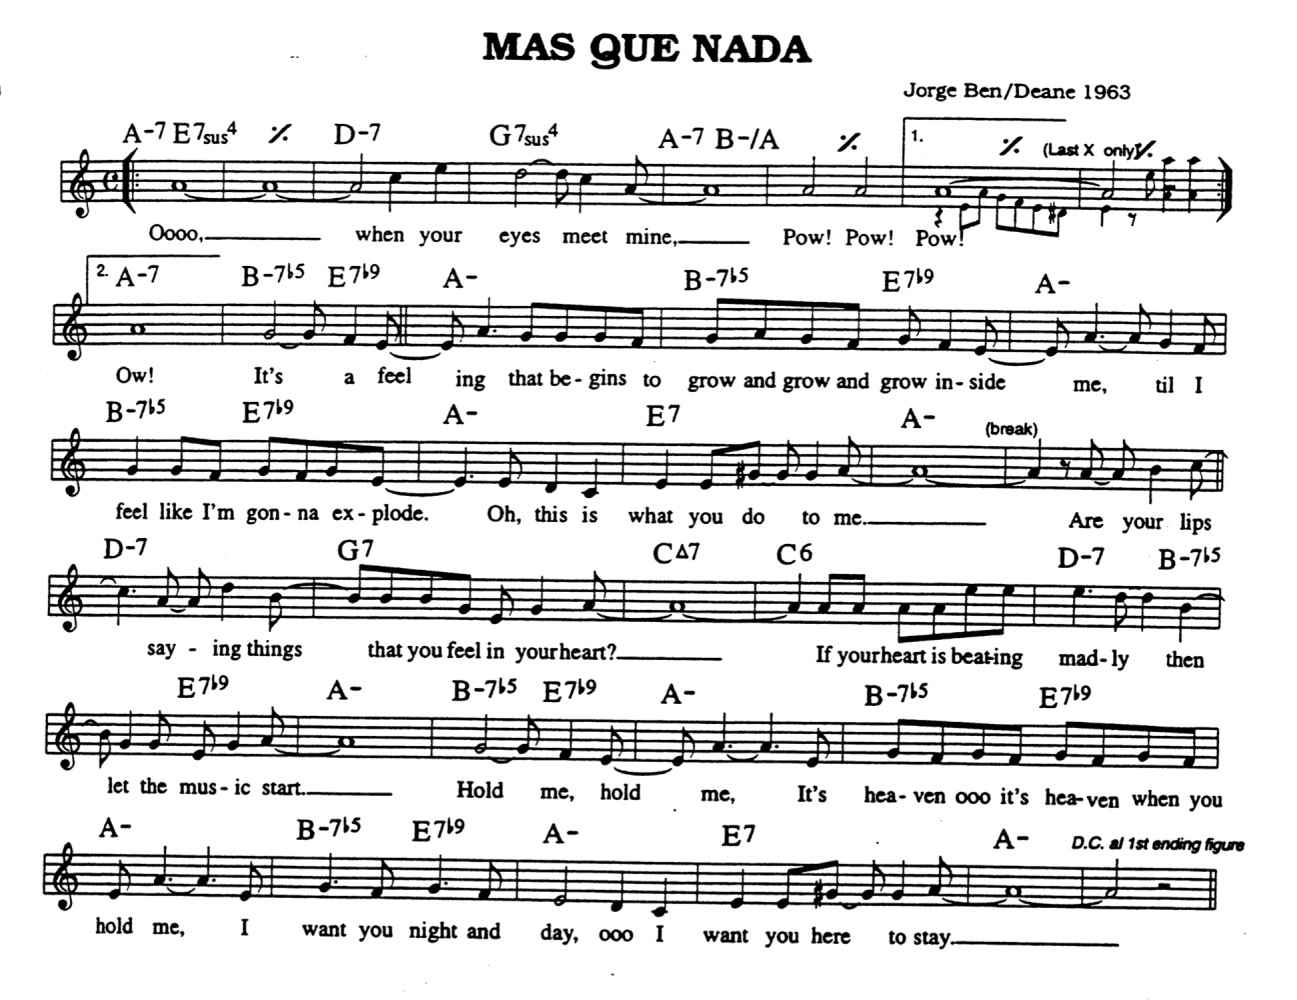 MAS QUE NADA
Jorge Ben/Deane 1963
A-7 E7sus4 𝄎 D-7 G7sus4 A-7 B-/A 𝄎 1. 𝄎 (Last X only) 𝄎
Oooo, when your eyes meet mine, Pow! Pow! Pow!
2. A-7 B-7♭5 E7♭9 A- B-7♭5 E7♭9 A-
Ow! It's a feel ing that be - gins to grow and grow and grow in - side me, til I
B-7♭5 E7♭9 A- E7 A- (break)
feel like I'm gon - na ex - plode. Oh, this is what you do to me. Are your lips
D-7 G7 C∆7 C6 D-7 B-7♭5
say - ing things that you feel in your heart? If your heart is beat-ing mad - ly then
E7♭9 A- B-7♭5 E7♭9 A- B-7♭5 E7♭9
let the mus - ic start. Hold me, hold me, It's hea - ven ooo it's hea-ven when you
A- B-7♭5 E7♭9 A- E7 A- D.C. al 1st ending figure
hold me, I want you night and day, ooo I want you here to stay.